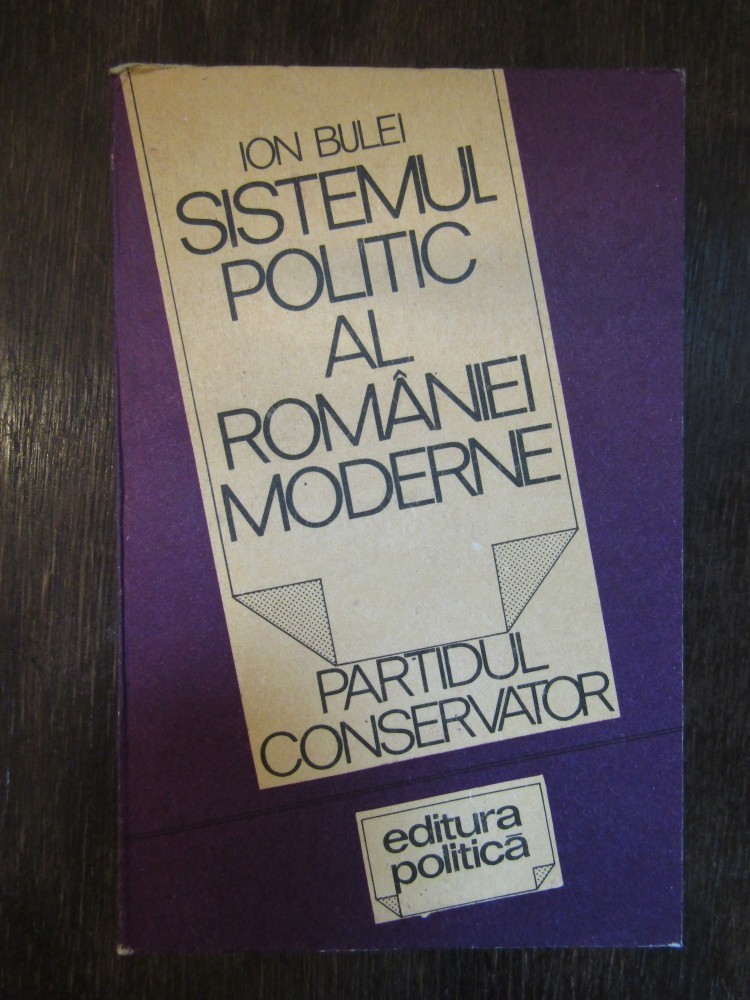 ION BULEI
SISTEMUL
POLITIC
AL
ROMÂNIEI
MODERNE
PARTIDUL
CONSERVATOR
editura
politică